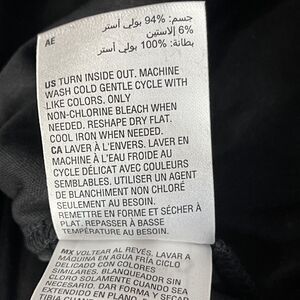 جسم: 94% بولي أستر
AE
6% إلاستين
بطانة: 100% بولي أستر
US TURN INSIDE OUT. MACHINE
WASH COLD GENTLE CYCLE WITH
LIKE COLORS. ONLY
NON-CHLORINE BLEACH WHEN
NEEDED. RESHAPE DRY FLAT.
COOL IRON WHEN NEEDED.
CA LAVER À L'ENVERS. LAVER EN
MACHINE À L'EAU FROIDE AU
CYCLE DÉLICAT AVEC COULEURS
SEMBLABLES. UTILISER UN AGENT
DE BLANCHIMENT NON CHLORÉ
SEULEMENT AU BESOIN.
REMETTRE EN FORME ET SÉCHER À
PLAT. REPASSER À BASSE
TEMPÉRATURE AU BESOIN.
MX VOLTEAR AL REVÉS, LAVAR A
MAQUINA EN AGUA FRÍA CICLO
DELICADO CON COLORES
SIMILARES. BLANQUEADOR SIN
CLORO SOLAMENTE CUANDO SEA
NECESARIO. DAR FORMA Y SECAR
EXTENDIDO EN PLANO.
TIBIA